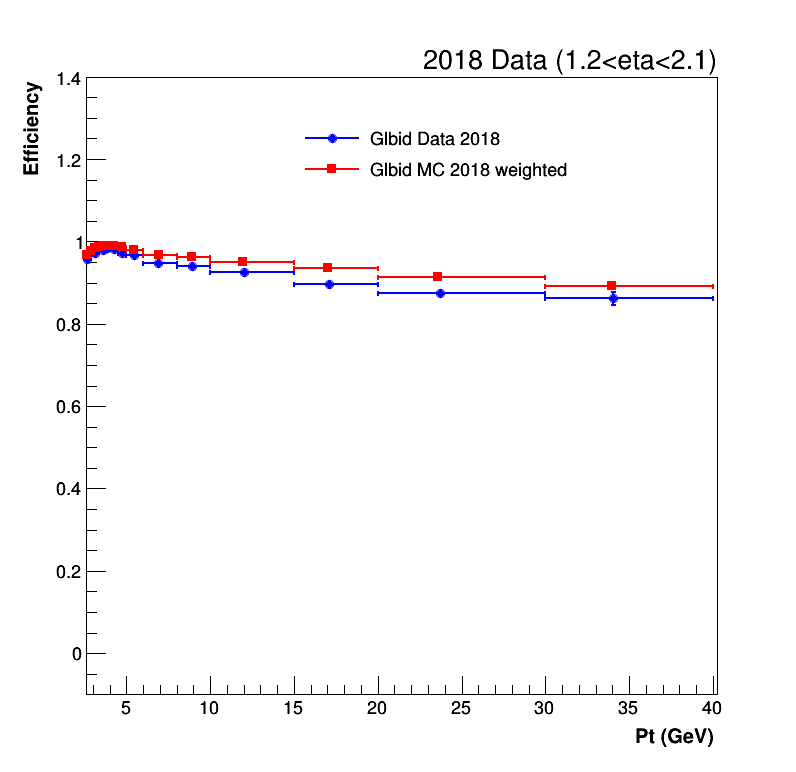 2018 Data (1.2<eta<2.1)
Efficiency
1.4
1.2
1
0.8
0.6
0.4
0.2
0
Glbid Data 2018
Glbid MC 2018 weighted
5 10 15 20 25 30 35 40
Pt (GeV)